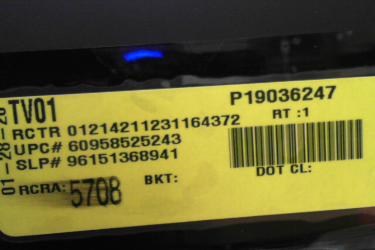 TV01
P19036247
RCTR 01214211231164372
RT :1
UPC# 60958525243
SLP# 96151368941
DOT CL:
RCRA: 5708
BKT:
01-28-20